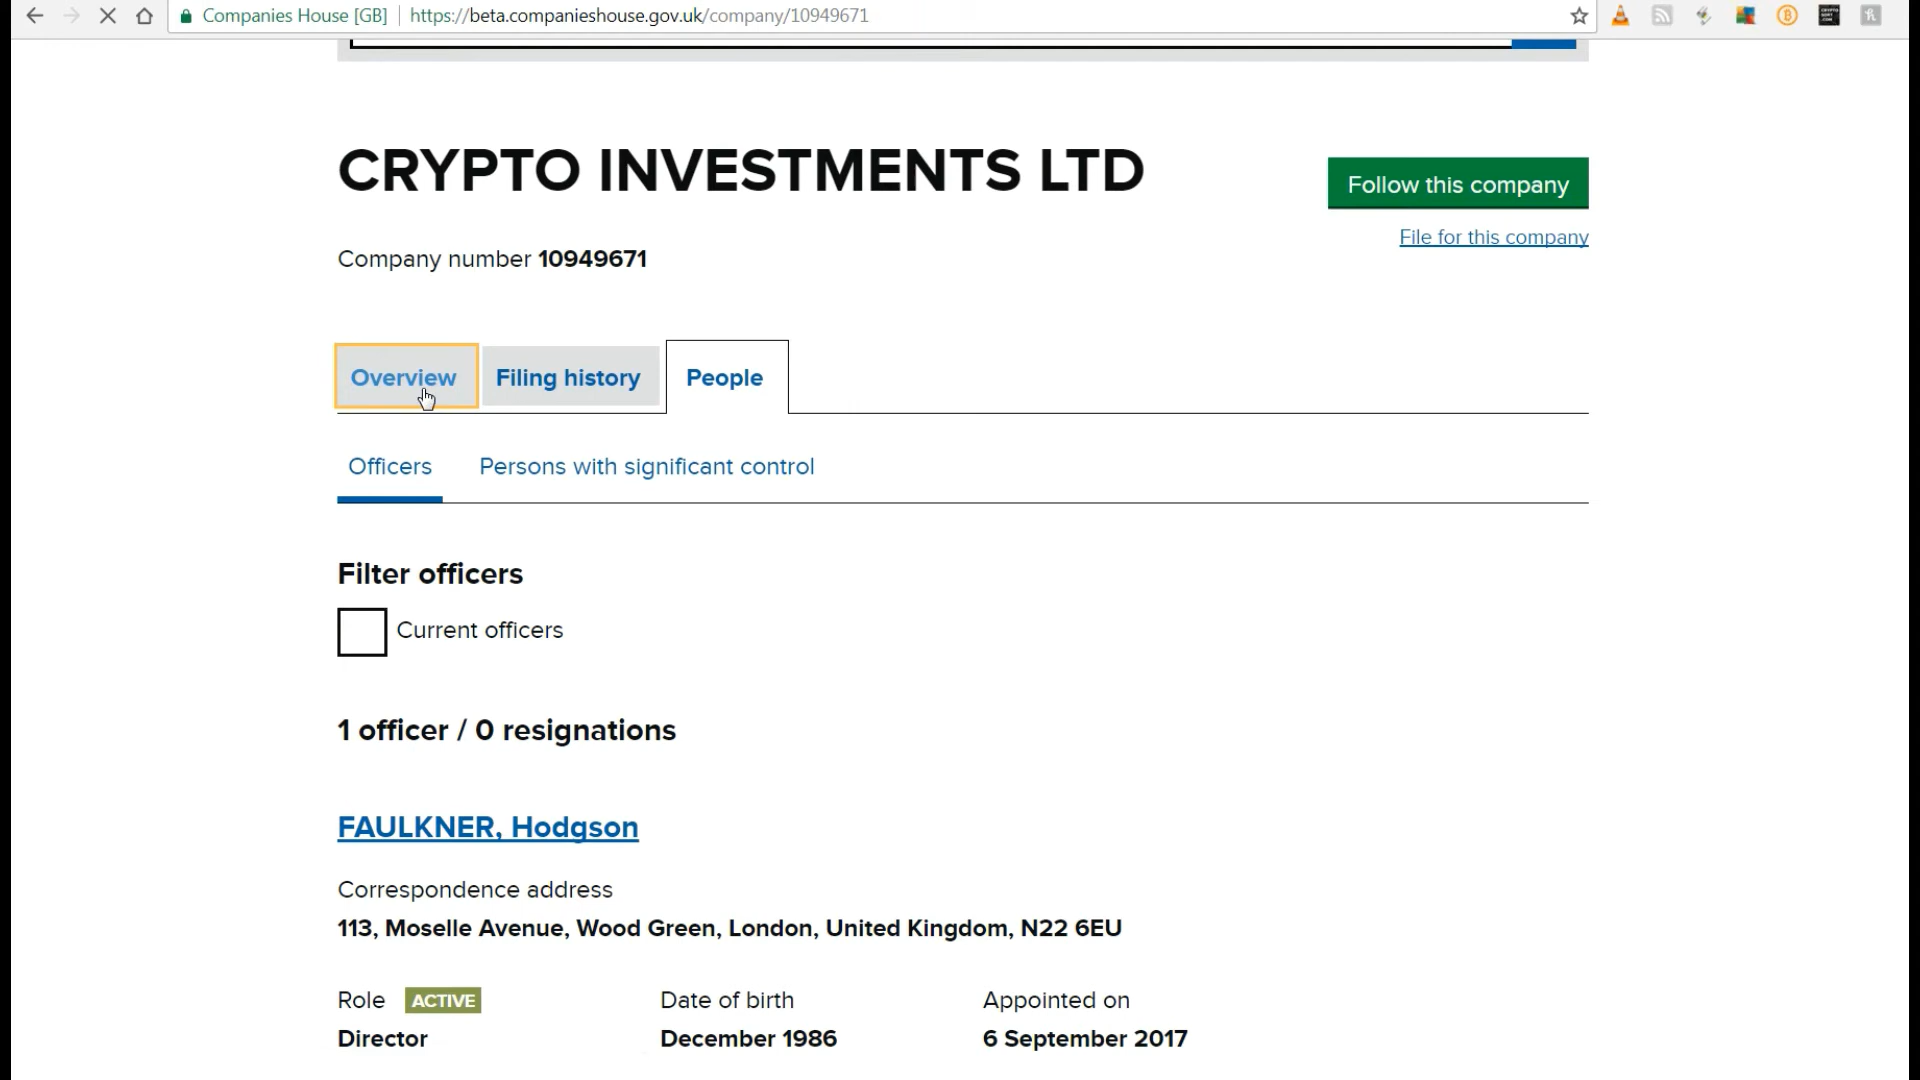 Companies House [GB] https://beta.companieshouse.gov.uk/company/10949671
CRYPTO INVESTMENTS LTD
Follow this company
File for this company
Company number 10949671
Overview Filing history People
Officers Persons with significant control
Filter officers
Current officers
1 officer / 0 resignations
FAULKNER, Hodgson
Correspondence address
113, Moselle Avenue, Wood Green, London, United Kingdom, N22 6EU
Role ACTIVE Date of birth Appointed on
Director December 1986 6 September 2017